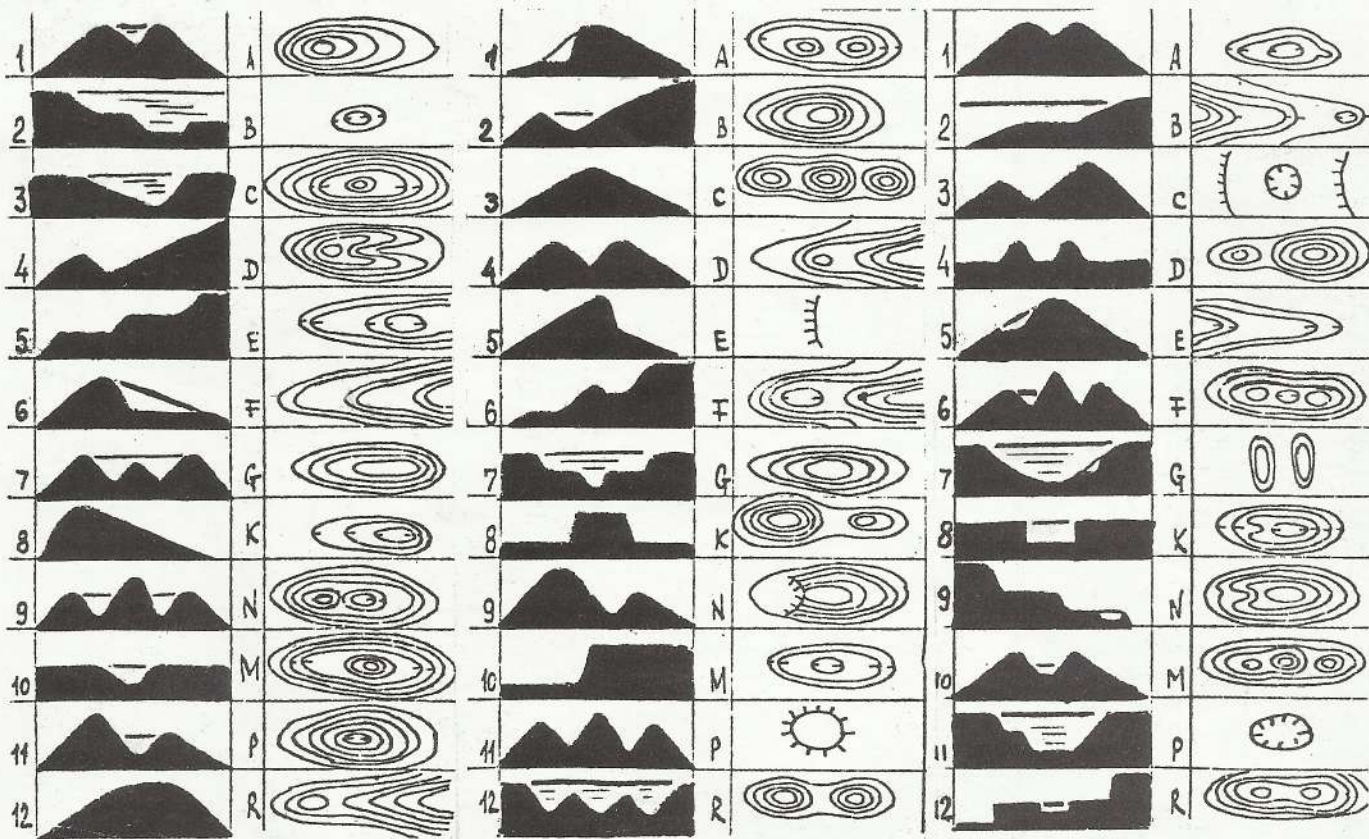 1 A 1 A 1 A
2 B 2 B 2 B
3 C 3 C 3 C
4 D 4 D 4 D
5 E 5 E 5 E
6 F 6 F 6 F
7 G 7 G 7 G
8 K 8 K 8 K
9 N 9 N 9 N
10 M 10 M 10 M
11 P 11 P 11 P
12 R 12 R 12 R